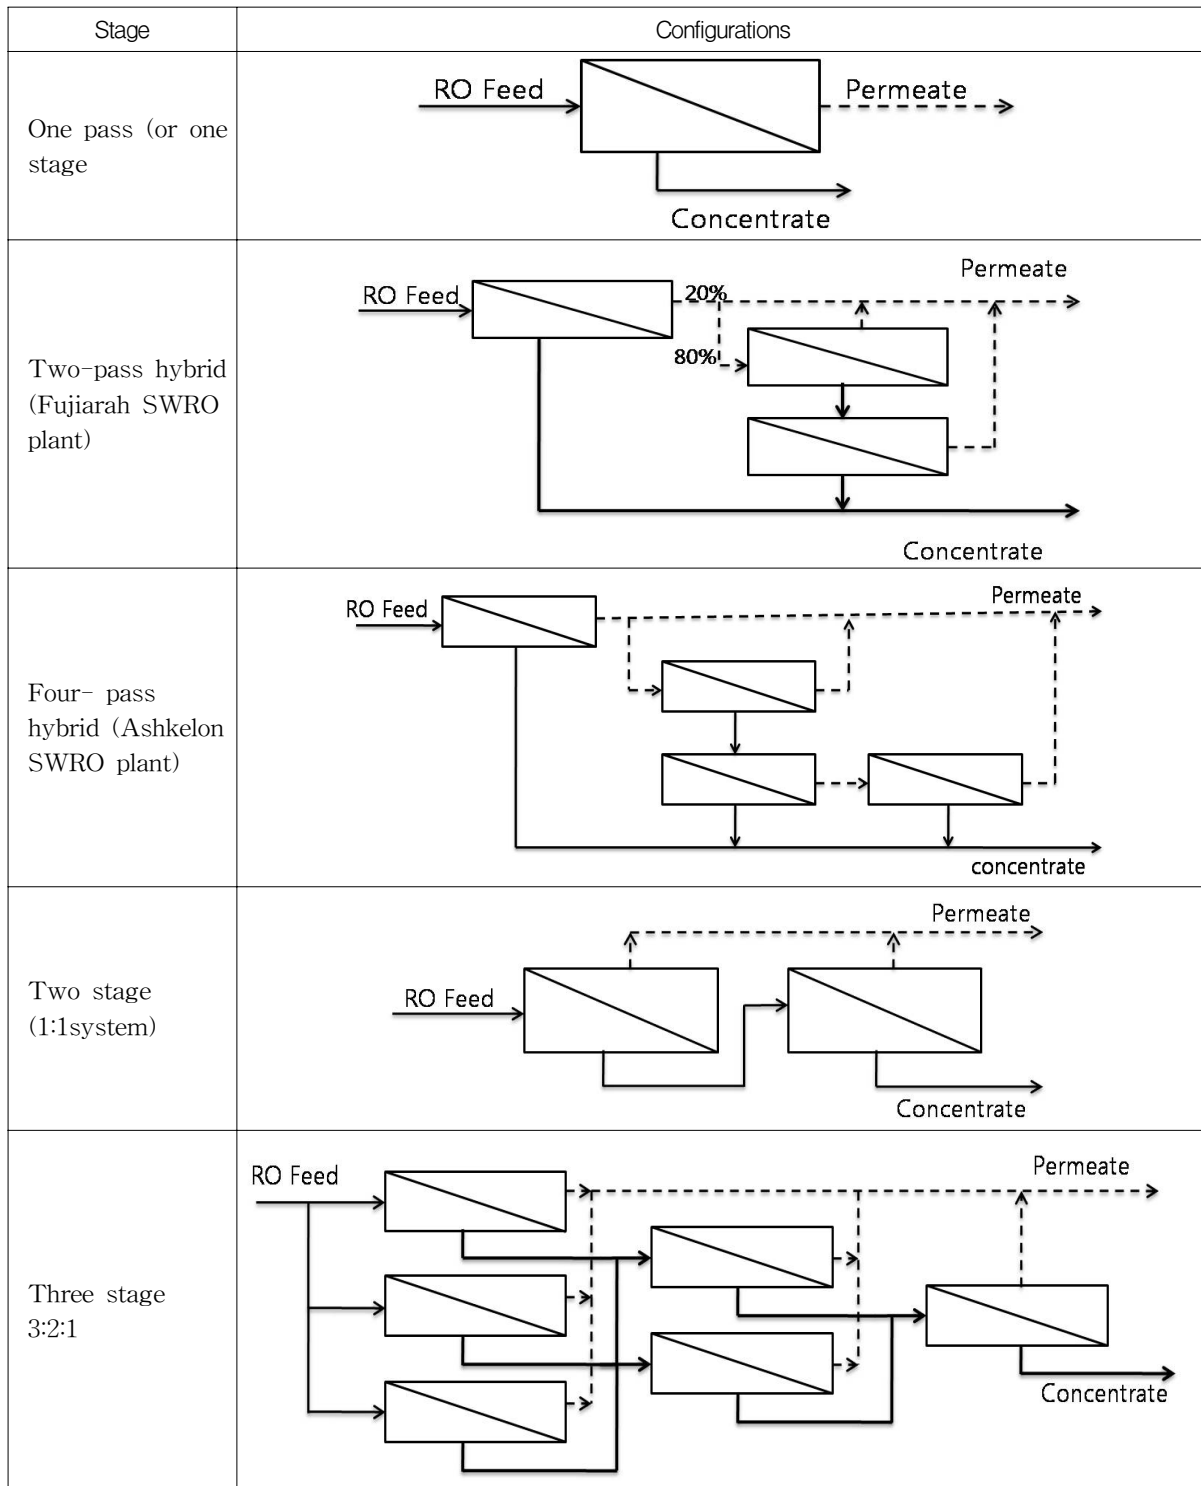 Stage
Configurations
One pass (or one
stage
RO Feed
Permeate
Concentrate
Two-pass hybrid
(Fujiarah SWRO
plant)
RO Feed
20%
Permeate
80%
Concentrate
Four- pass
hybrid (Ashkelon
SWRO plant)
RO Feed
Permeate
concentrate
Two stage
(1:1system)
RO Feed
Permeate
Concentrate
Three stage
3:2:1
RO Feed
Permeate
Concentrate